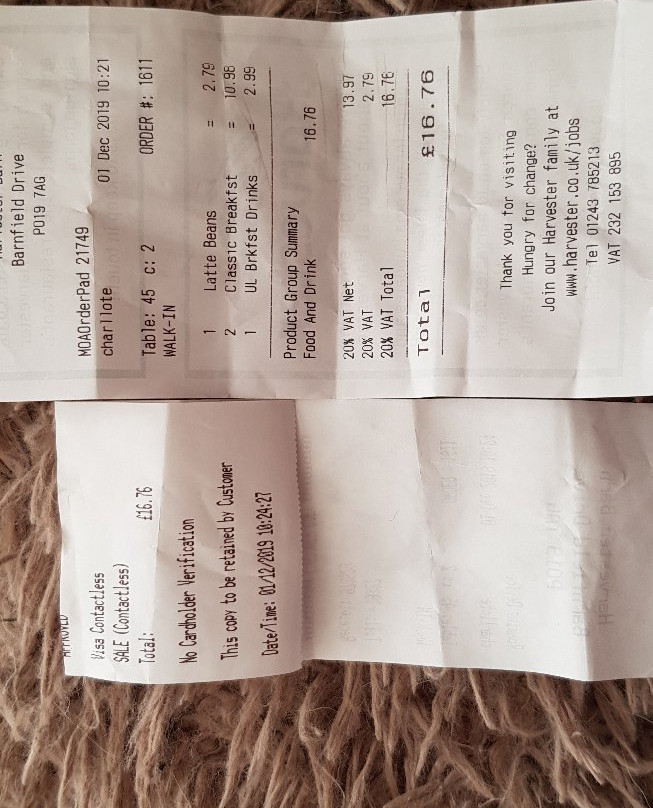 Barnfield Drive
PO19 7AG
MOAOrderPad 21749
charllote 01 Dec 2019 10:21
Table: 45 c: 2 ORDER #: 1611
WALK-IN
1 Latte Beans = 2.79
2 Classic Breakfst = 10.98
1 UL Brkfst Drinks = 2.99
Product Group Summary
Food And Drink 16.76
20% VAT Net 13.97
20% VAT 2.79
20% VAT Total 16.76
Total £16.76
Thank you for visiting
Hungry for change?
Join our Harvester family at
www.harvester.co.uk/jobs
Tel 01243 785213
VAT 232 153 895
APPROVED
Visa Contactless
SALE (Contactless)
Total: £16.76
No Cardholder Verification
This copy to be retained by Customer
Date/Time: 01/12/2019 10:24:27